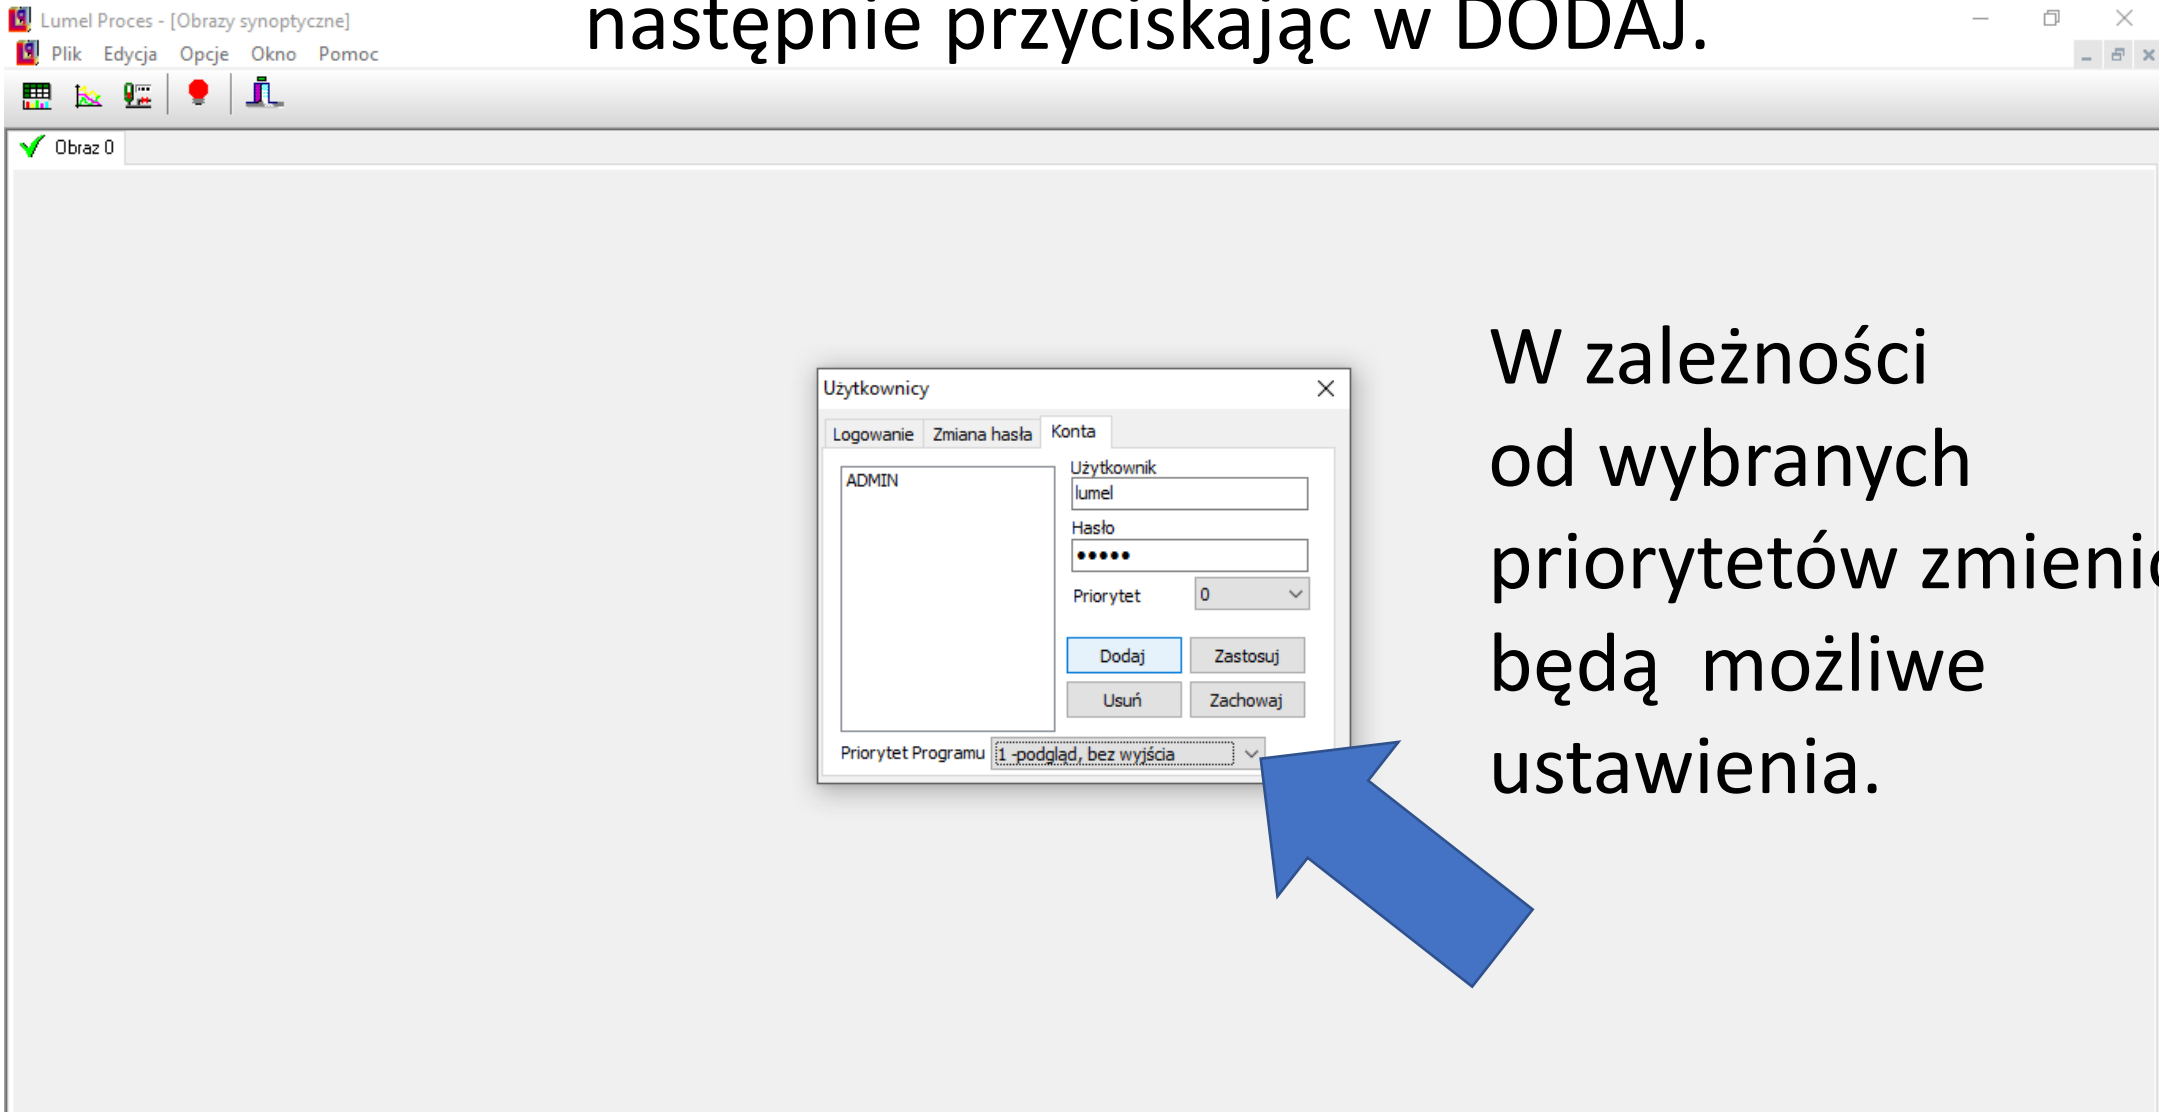 następnie przyciskając w DODAJ.
Lumel Proces - [Obrazy synoptyczne]
Plik Edycja Opcje Okno Pomoc
Obraz 0
W zależności
od wybranych
priorytetów
będą możliwe
ustawienia.
Użytkownicy
Logowanie Zmiana hasła Konta
ADMIN
Użytkownik
lumel
Hasło
•••••
Priorytet 0
Dodaj Zastosuj
Usuń Zachowaj
Priorytet Programu 1 -podgląd, bez wyjścia